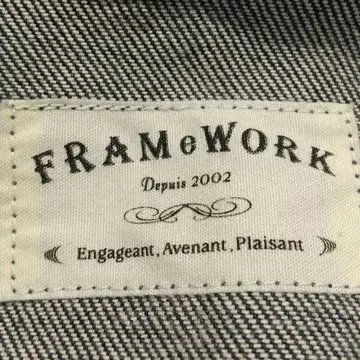 FRAMeWORK
Depuis 2002
Engageant, Avenant, Plaisant